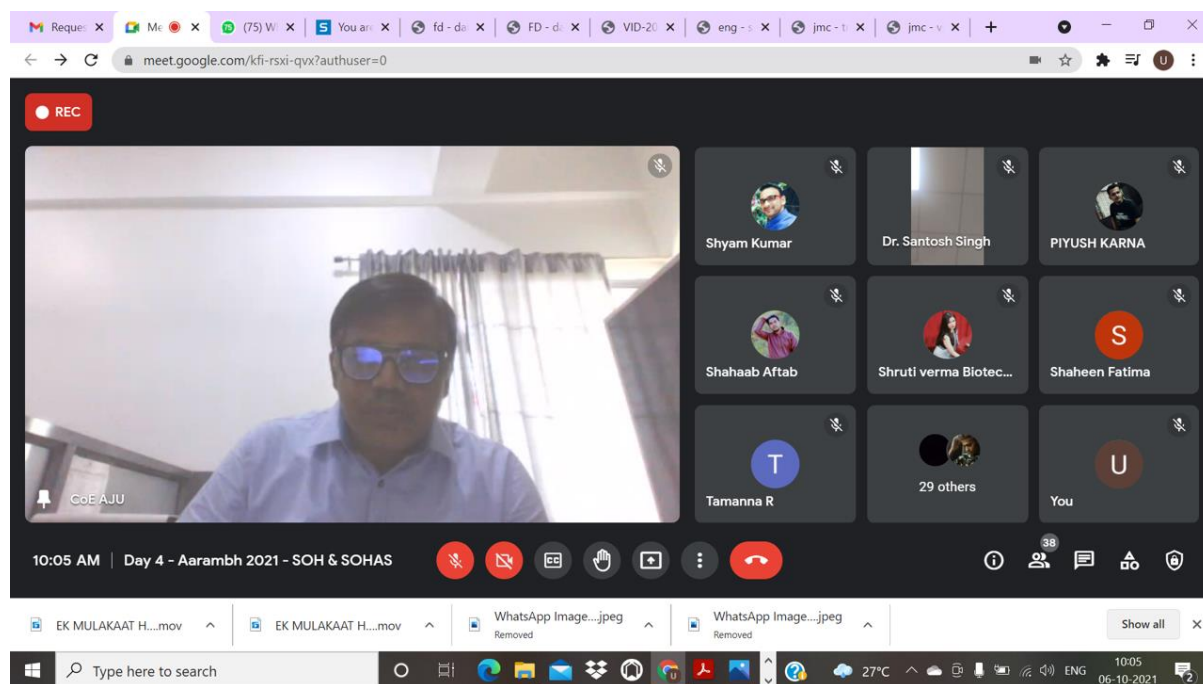 Reques
Me
(75) W
You are
fd - da
FD - da
VID-20
eng - s
jmc - t
jmc - v
meet.google.com/kfi-rsxi-qvx?authuser=0
U
REC
CoE AJU
Shyam Kumar
Dr. Santosh Singh
PIYUSH KARNA
Shahaab Aftab
Shruti verma Biotec...
S
Shaheen Fatima
T
Tamanna R
29 others
U
You
10:05 AM | Day 4 - Aarambh 2021 - SOH & SOHAS
38
EK MULAKAAT H....mov
EK MULAKAAT H....mov
WhatsApp Image....jpeg
Removed
WhatsApp Image....jpeg
Removed
Show all
Type here to search
27°C
ENG
10:05
06-10-2021